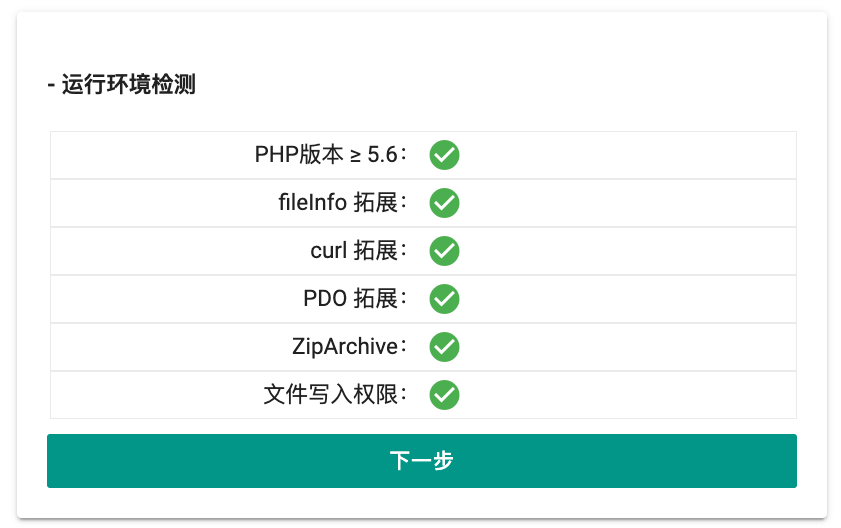 - 运行环境检测
PHP版本 ≥ 5.6：
fileInfo 拓展：
curl 拓展：
PDO 拓展：
ZipArchive：
文件写入权限：
下一步